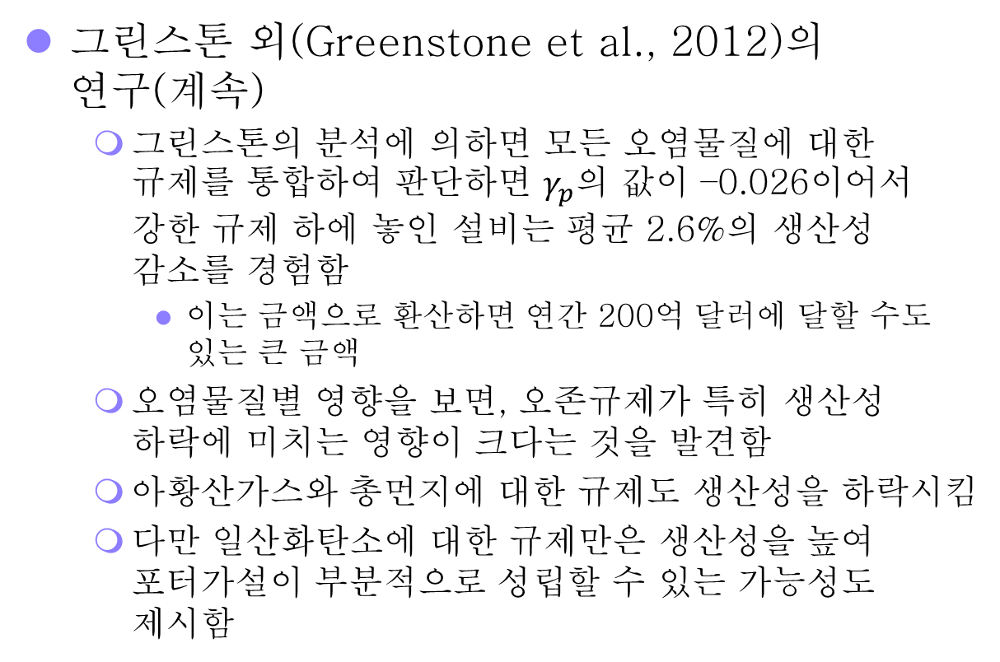 ● 그린스톤 외(Greenstone et al., 2012)의
연구(계속)
❍ 그린스톤의 분석에 의하면 모든 오염물질에 대한
규제를 통합하여 판단하면 γp의 값이 –0.026이어서
강한 규제 하에 놓인 설비는 평균 2.6%의 생산성
감소를 경험함
● 이는 금액으로 환산하면 연간 200억 달러에 달할 수도
있는 큰 금액
❍ 오염물질별 영향을 보면, 오존규제가 특히 생산성
하락에 미치는 영향이 크다는 것을 발견함
❍ 아황산가스와 총먼지에 대한 규제도 생산성을 하락시킴
❍ 다만 일산화탄소에 대한 규제만은 생산성을 높여
포터가설이 부분적으로 성립할 수 있는 가능성도
제시함